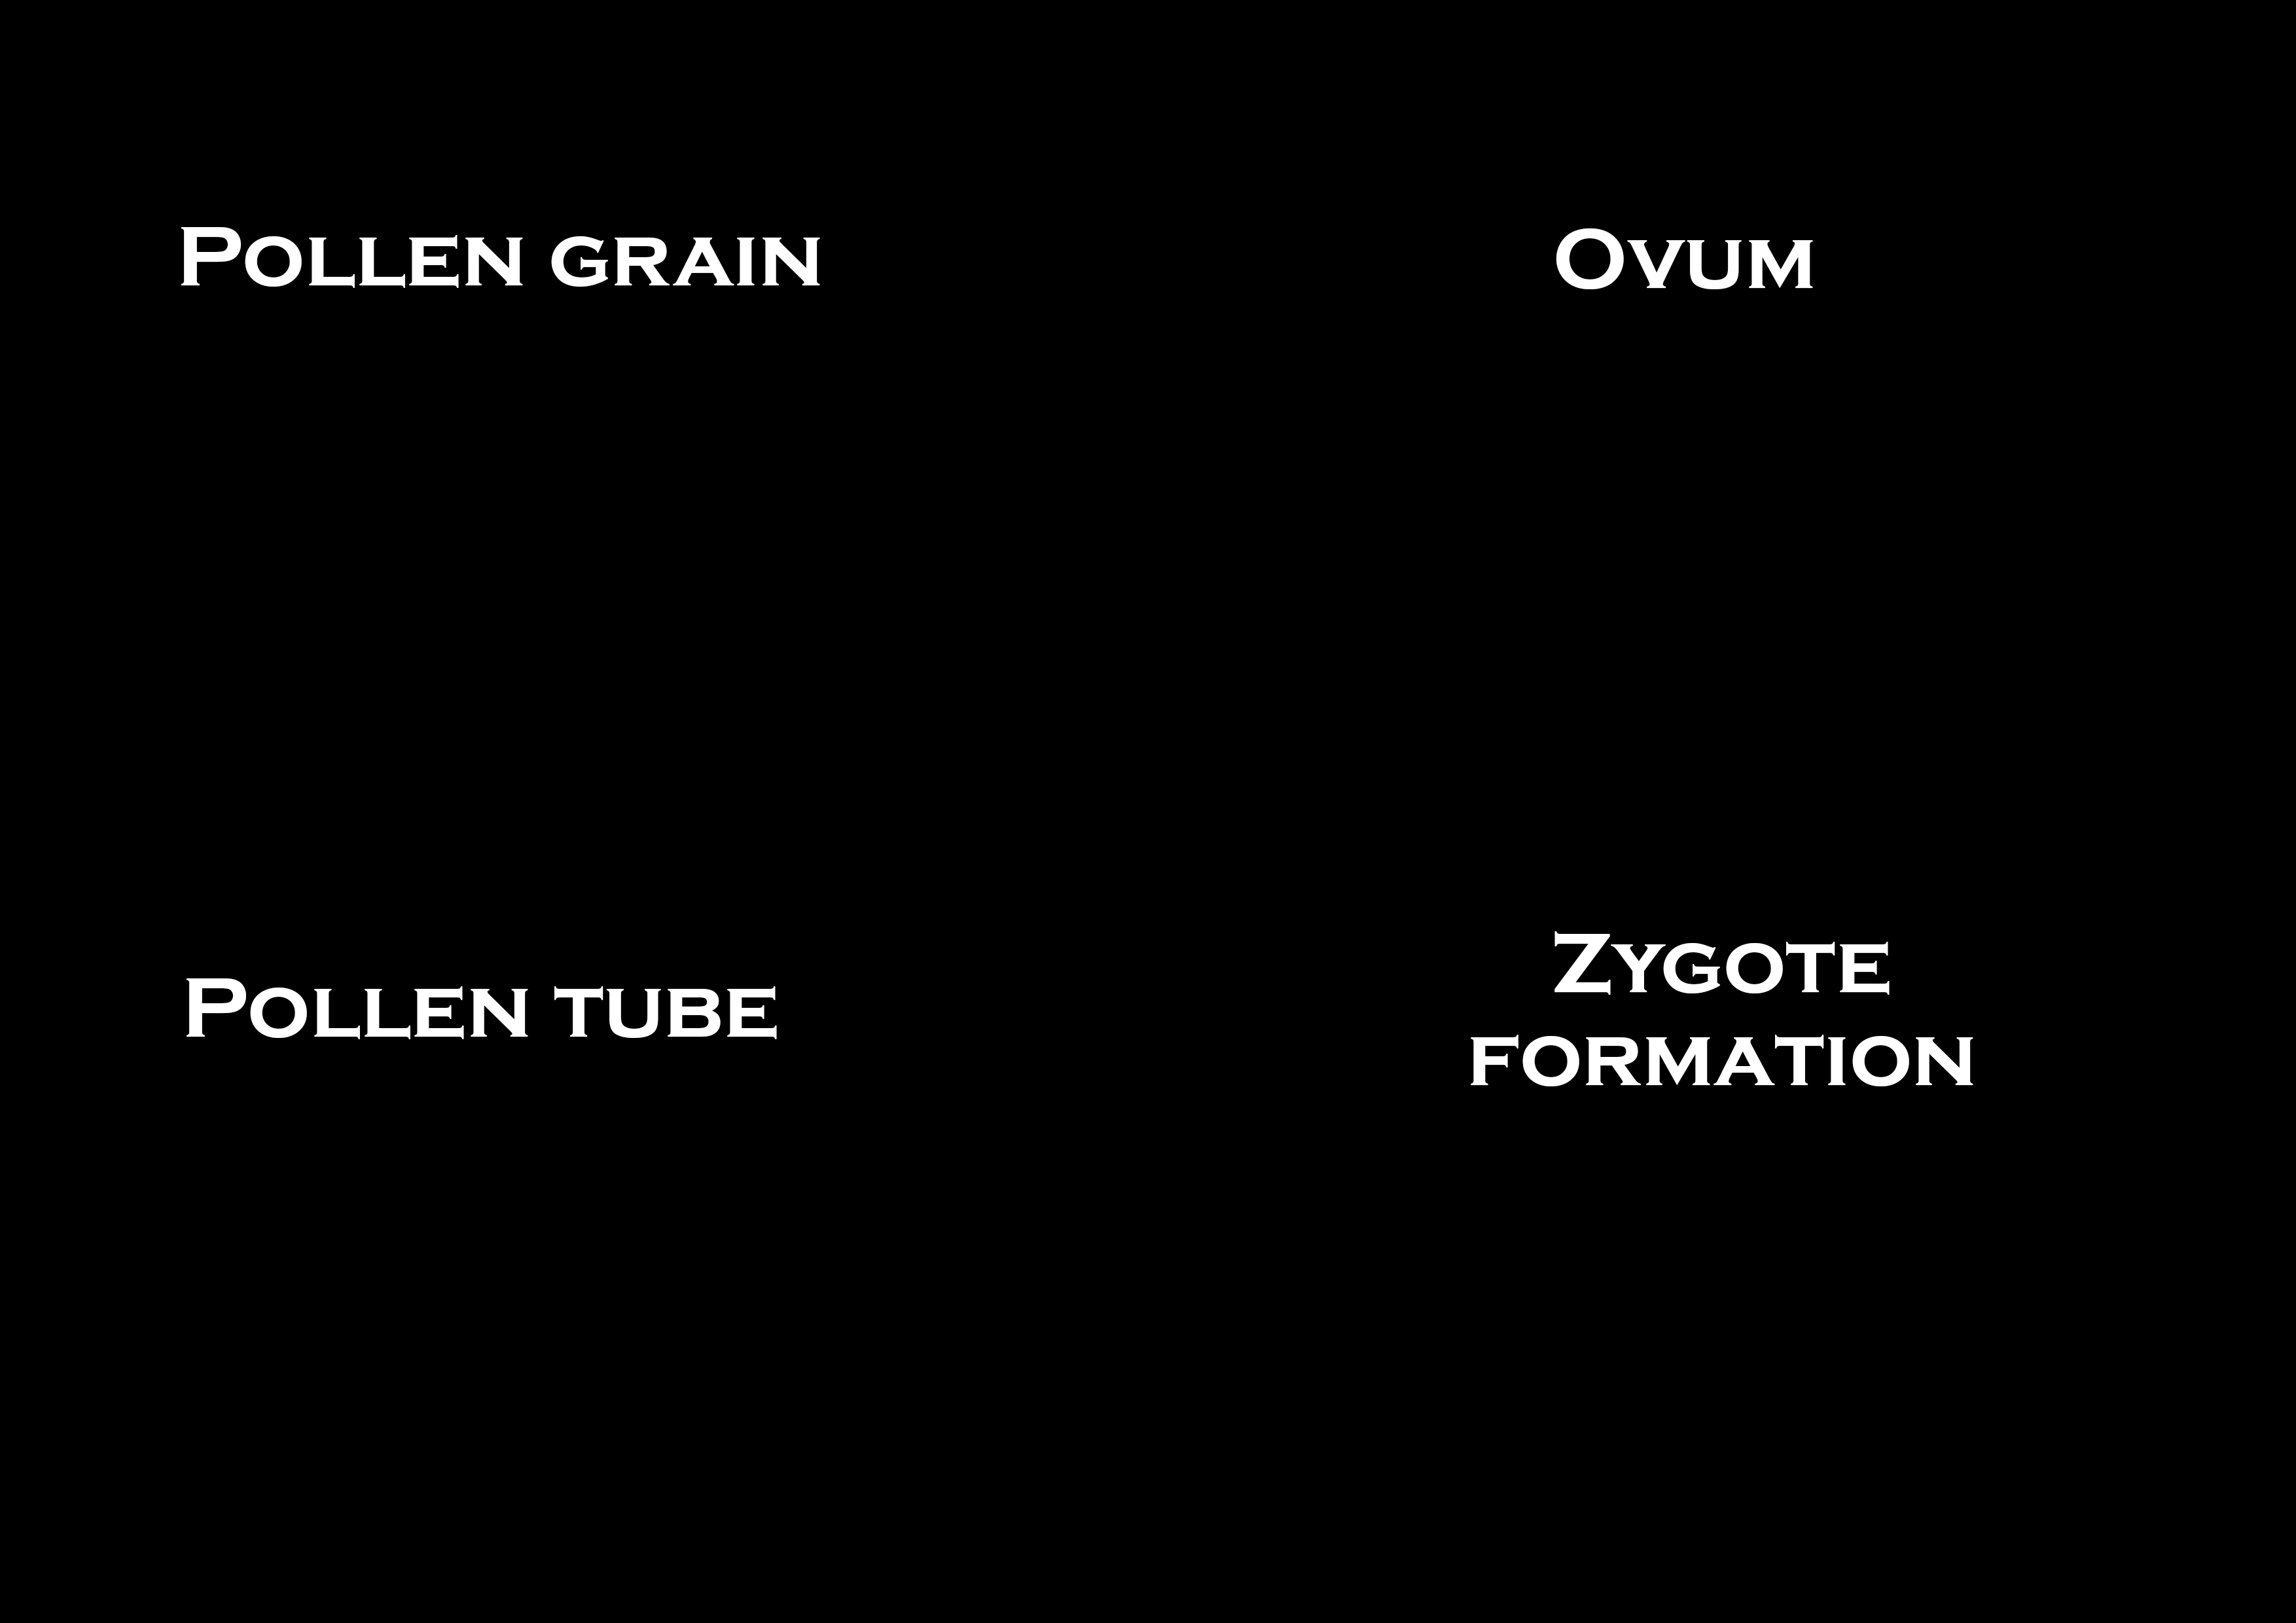 Pollen grain
Ovum
Pollen tube
Zygote
formation